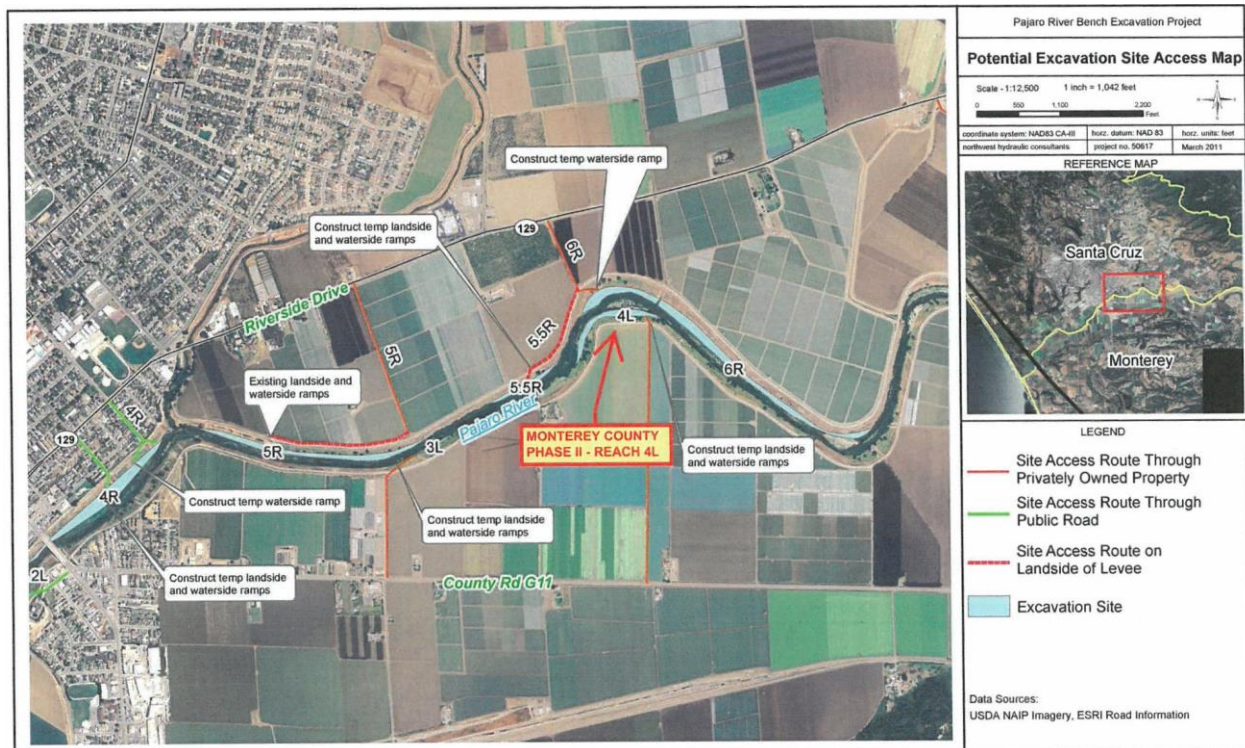 Pajaro River Bench Excavation Project
Potential Excavation Site Access Map
Scale - 1:12,500 1 inch = 1,042 feet
0 550 1,100 2,200
Feet
coordinate system: NAD83 CA-III horz. datum: NAD 83 horz. units: feet
northwest hydraulic consultants project no. 50617 March 2011
REFERENCE MAP
Santa Cruz
Monterey
LEGEND
Site Access Route Through
Privately Owned Property
Site Access Route Through
Public Road
Site Access Route on
Landside of Levee
Excavation Site
Data Sources:
USDA NAIP Imagery, ESRI Road Information
Construct temp waterside ramp
Construct temp landside
and waterside ramps
129
6R
Riverside Drive
5R
5.5R
4L
Existing landside and
waterside ramps
5.5R
6R
Pajaro River
4R
129
5R
3L
MONTEREY COUNTY
PHASE II - REACH 4L
Construct temp landside
and waterside ramps
4R
Construct temp waterside ramp
Construct temp landside
and waterside ramps
2L
Construct temp landside
and waterside ramps
County Rd G11